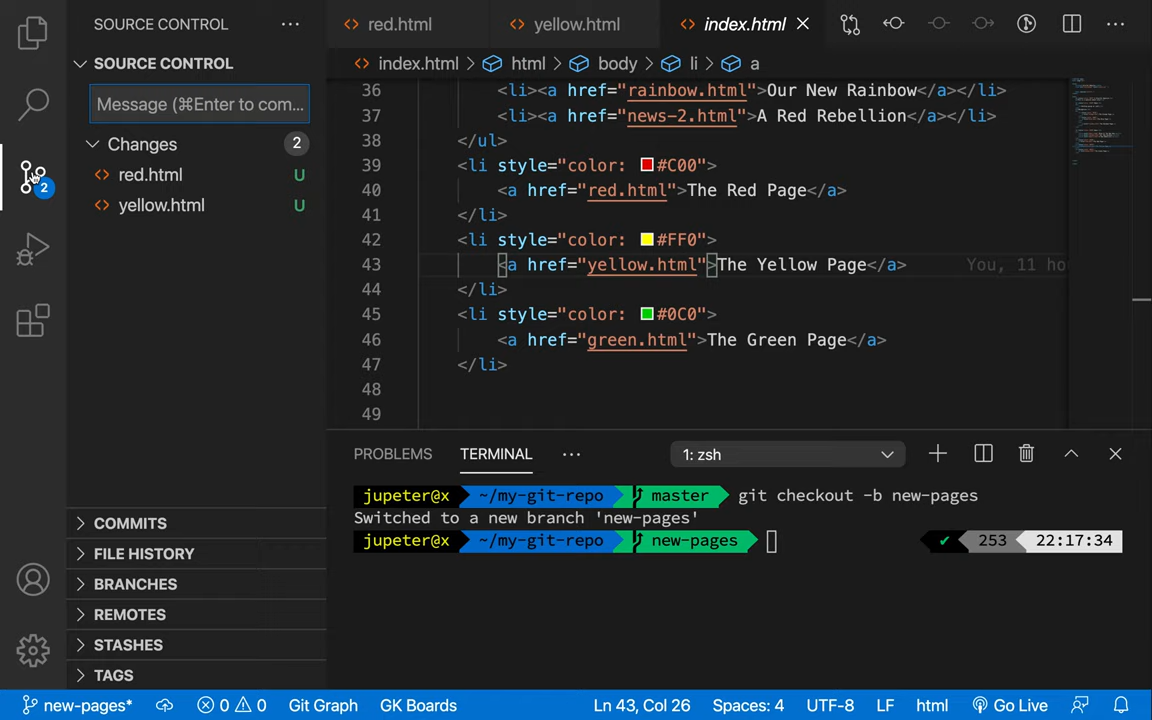 SOURCE CONTROL
red.html
yellow.html
index.html
SOURCE CONTROL
Message (⌘Enter to com...
Changes 2
red.html U
yellow.html U
2
COMMITS
FILE HISTORY
BRANCHES
REMOTES
STASHES
TAGS
index.html > html > body > li > a
36 <li><a href="rainbow.html">Our New Rainbow</a></li>
37 <li><a href="news-2.html">A Red Rebellion</a></li>
38 </ul>
39 <li style="color: #C00">
40 <a href="red.html">The Red Page</a>
41 </li>
42 <li style="color: #FF0">
43 <a href="yellow.html">The Yellow Page</a> You, 11 ho
44 </li>
45 <li style="color: #0C0">
46 <a href="green.html">The Green Page</a>
47 </li>
48
49
PROBLEMS TERMINAL ... 1: zsh
jupeter@x ~/my-git-repo master git checkout -b new-pages
Switched to a new branch 'new-pages'
jupeter@x ~/my-git-repo new-pages ✔ 253 22:17:34
new-pages* 0 0 Git Graph GK Boards Ln 43, Col 26 Spaces: 4 UTF-8 LF html Go Live